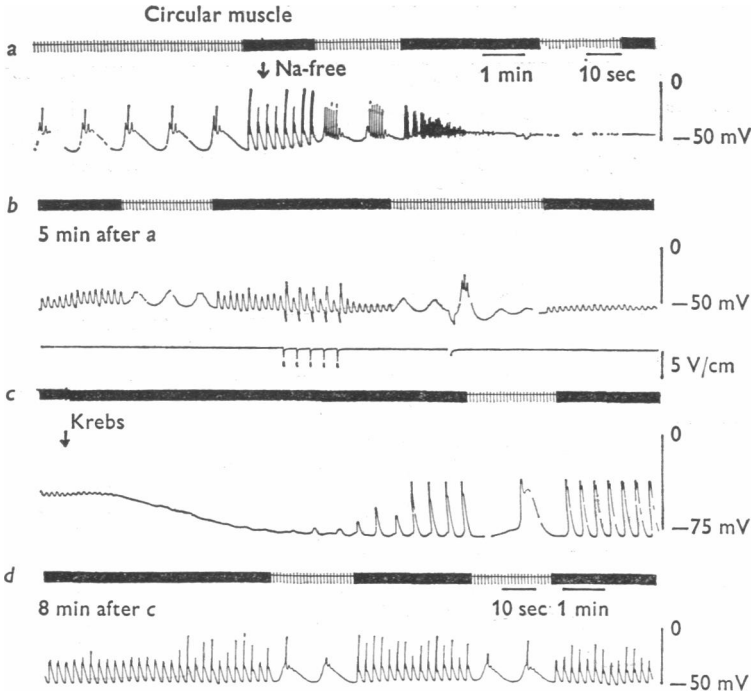 Circular muscle
a
Na-free
1 min
10 sec
0
—50 mV
b
5 min after a
0
—50 mV
5 V/cm
c
Krebs
0
—75 mV
d
8 min after c
10 sec
1 min
0
—50 mV